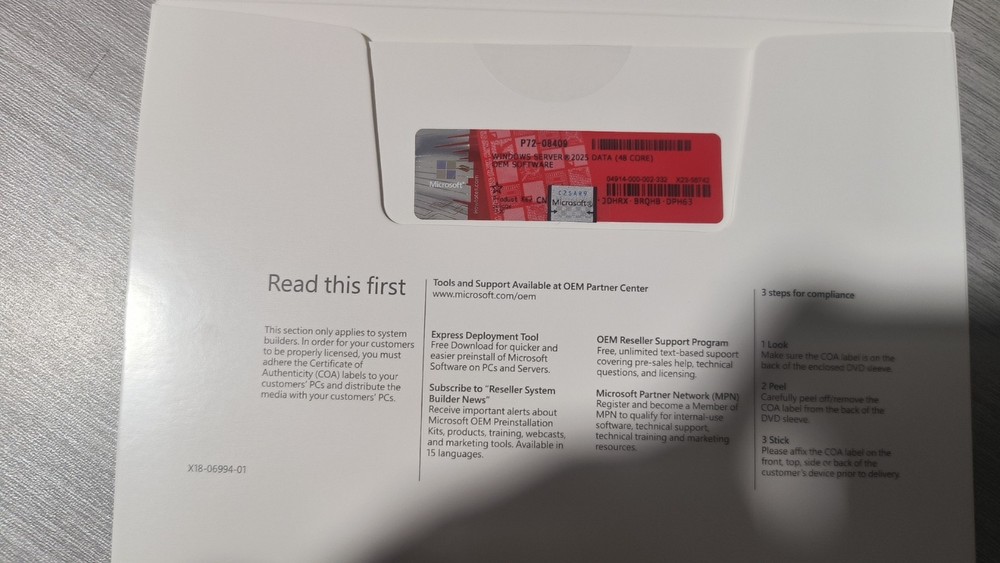 P72-08409
WINDOWS SERVER®2025 DATA (48 CORE)
OEM SOFTWARE
04914-000-002-332
Microsoft
Product Key: CN
C25A89
Microsoft®
BRQHB-DPH63
Read this first
This section only applies to system
builders. In order for your customers
to be properly licensed, you must
adhere the Certificate of
Authenticity (COA) labels to your
customers' PCs and distribute the
media with your customers' PCs.
X18-06994-01
Tools and Support Available at OEM Partner Center
www.microsoft.com/oem
Express Deployment Tool
Free Download for quicker and
easier preinstall of Microsoft
Software on PCs and Servers.
Subscribe to "Reseller System
Builder News"
Receive important alerts about
Microsoft OEM Preinstallation
Kits, products, training, webcasts,
and marketing tools. Available in
15 languages.
OEM Reseller Support Program
Free, unlimited text-based support
covering pre-sales help, technical
questions, and licensing.
Microsoft Partner Network (MPN)
Register and become a Member of
MPN to qualify for internal-use
software, technical support,
technical training and marketing
resources.
3 steps for compliance
1 Look
Make sure the COA label is on the
back of the enclosed DVD sleeve.
2 Peel
Carefully peel off/remove the
COA label from the back of the
DVD sleeve.
3 Stick
Please affix the COA label on the
front, top, side or back of the
customer's device prior to delivery.